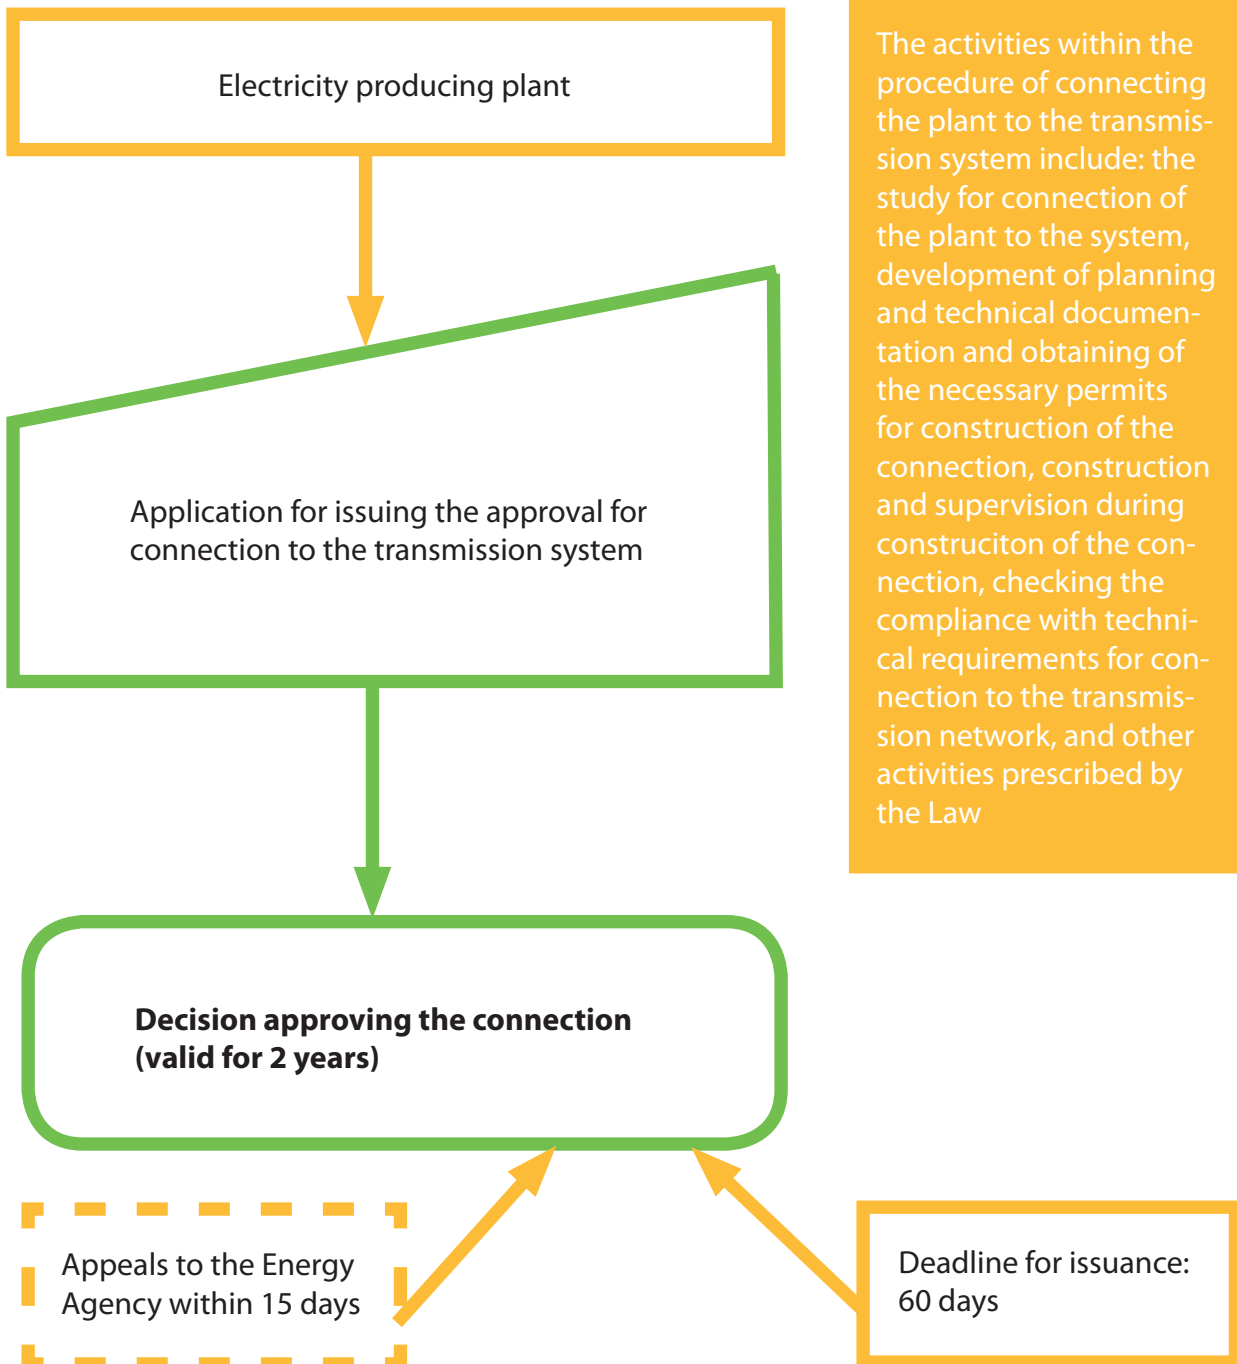 Electricity producing plant
The activities within the
procedure of connecting
the plant to the transmis-
sion system include: the
study for connection of
the plant to the system,
development of planning
and technical documen-
tation and obtaining of
the necessary permits
for construction of the
connection, construction
and supervision during
construciton of the con-
nection, checking the
compliance with techni-
cal requirements for con-
nection to the transmis-
sion network, and other
activities prescribed by
the Law
Application for issuing the approval for
connection to the transmission system
Decision approving the connection
(valid for 2 years)
Appeals to the Energy
Agency within 15 days
Deadline for issuance:
60 days